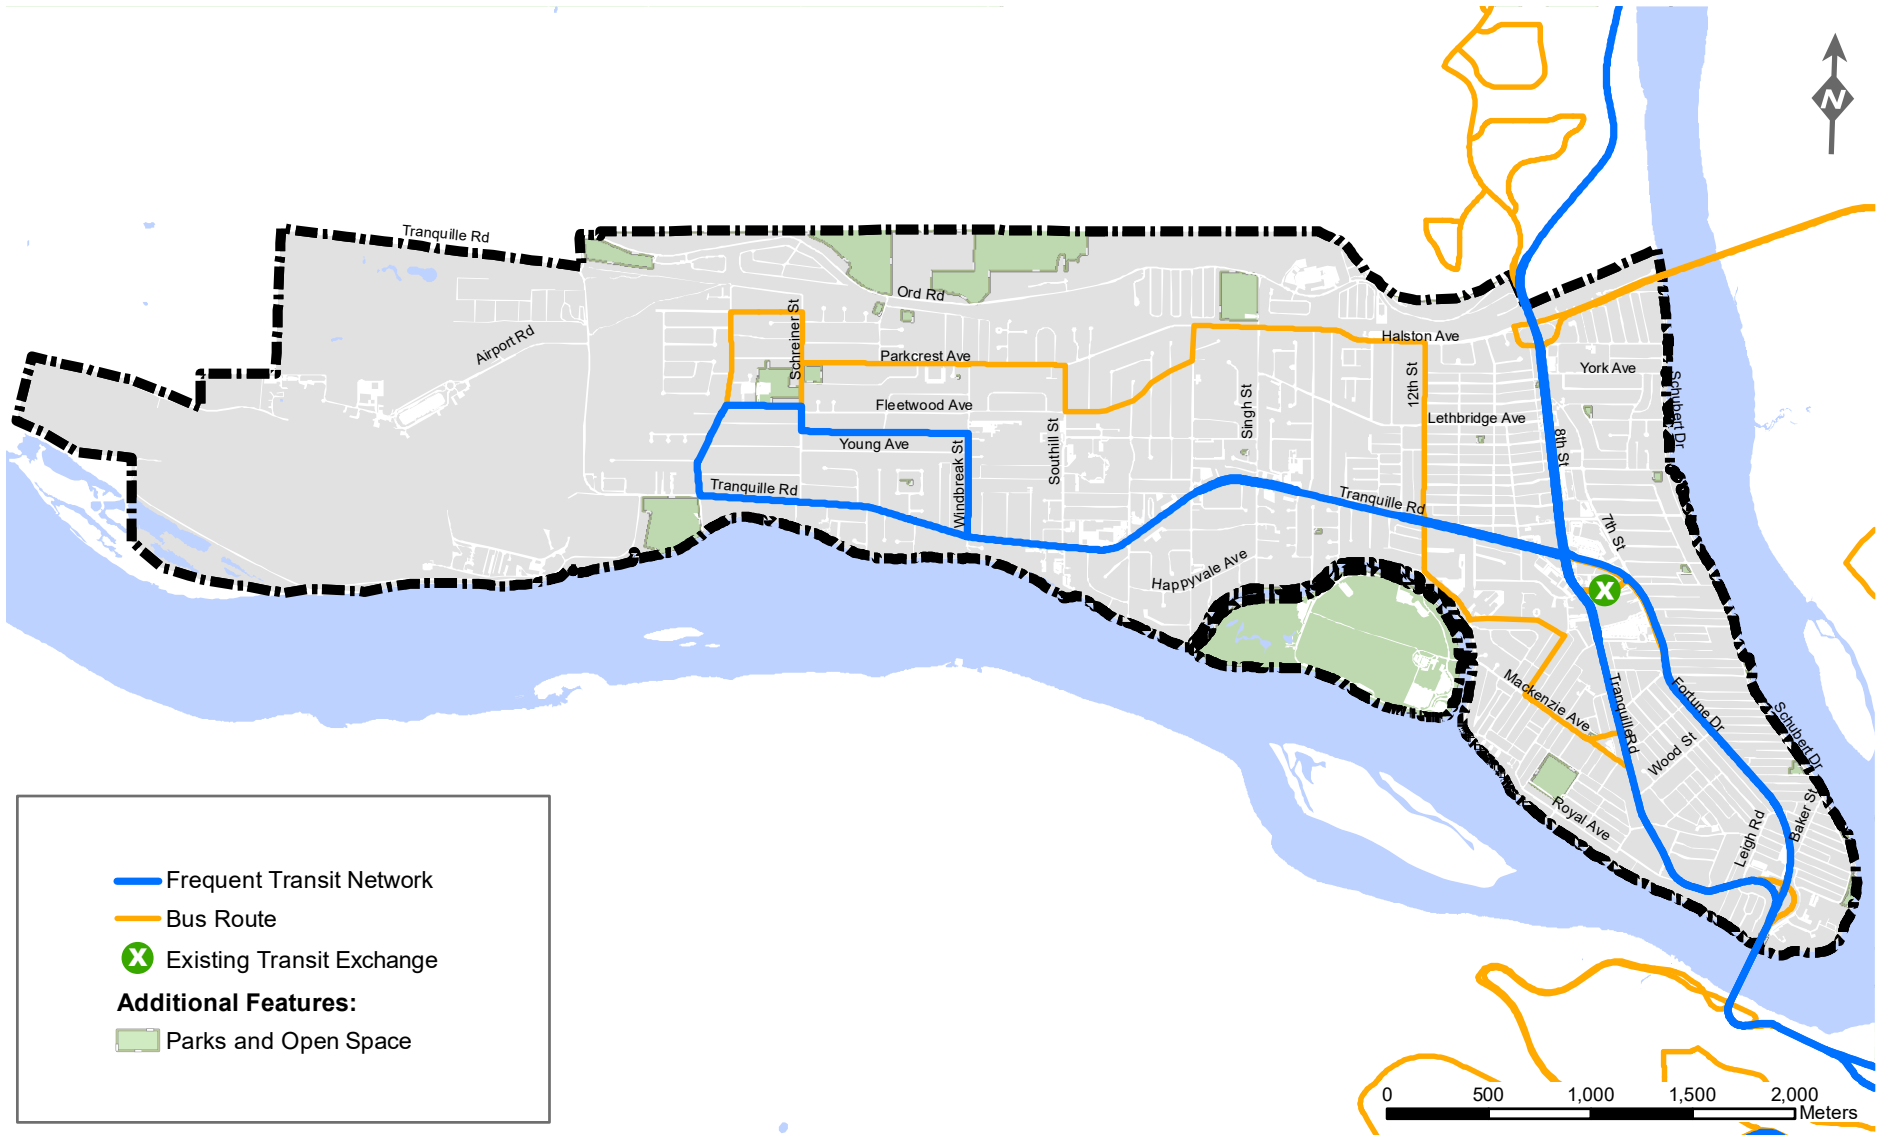 N
Tranquille Rd
Ord Rd
Schreiner St
Airport Rd
Halston Ave
Parkcrest Ave
York Ave
12th St
Schubert Dr
Fleetwood Ave
Singh St
Lethbridge Ave
Young Ave
Southill St
8th St
Windbreak St
Tranquille Rd
Tranquille Rd
7th St
Happyvale Ave
X
Mackenzie Ave
Tranquille Rd
Fortune Dr
Schubert Dr
Wood St
Royal Ave
Leigh Rd
Baker St
Frequent Transit Network
Bus Route
X Existing Transit Exchange
Additional Features:
Parks and Open Space
0 500 1,000 1,500 2,000
Meters